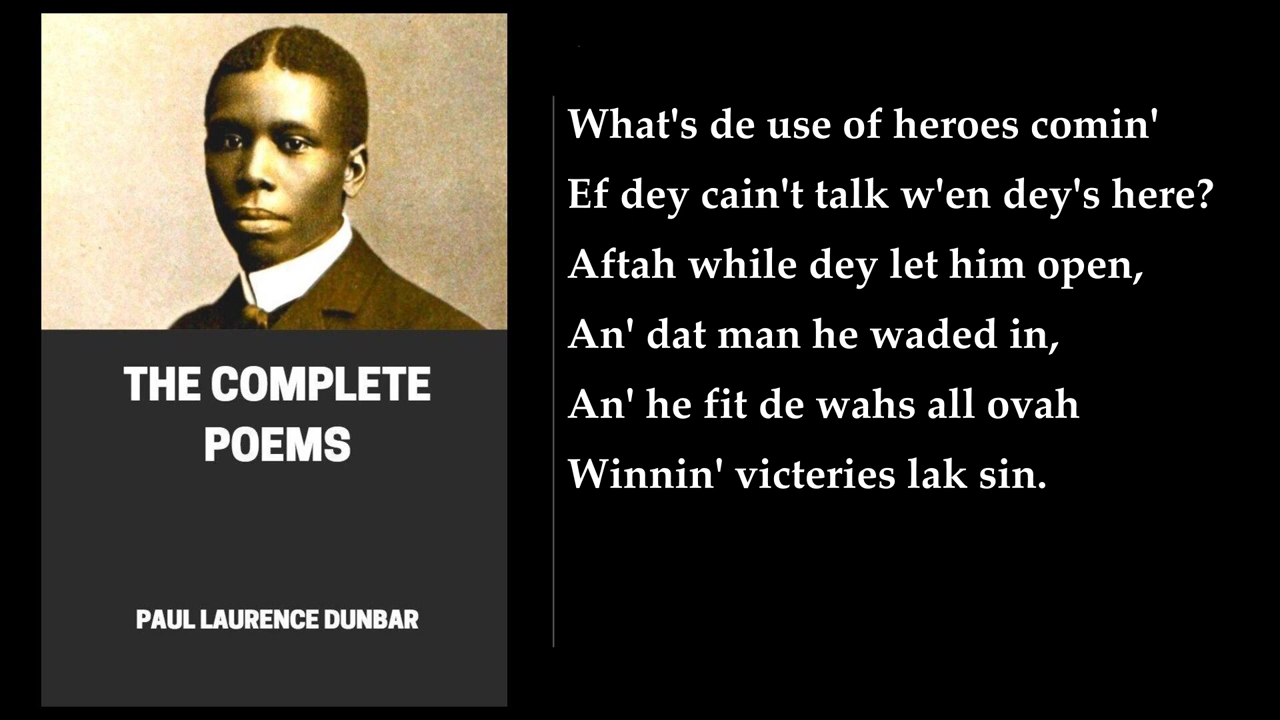 THE COMPLETE
POEMS
PAUL LAURENCE DUNBAR
What's de use of heroes comin'
Ef dey cain't talk w'en dey's here?
Aftah while dey let him open,
An' dat man he waded in,
An' he fit de wahs all ovah
Winnin' victeries lak sin.